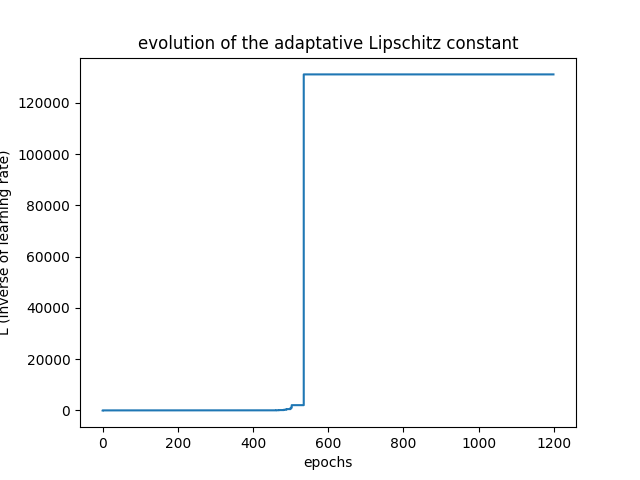 evolution of the adaptative Lipschitz constant
120000
100000
80000
60000
40000
20000
0
L (inverse of learning rate)
0 200 400 600 800 1000 1200
epochs